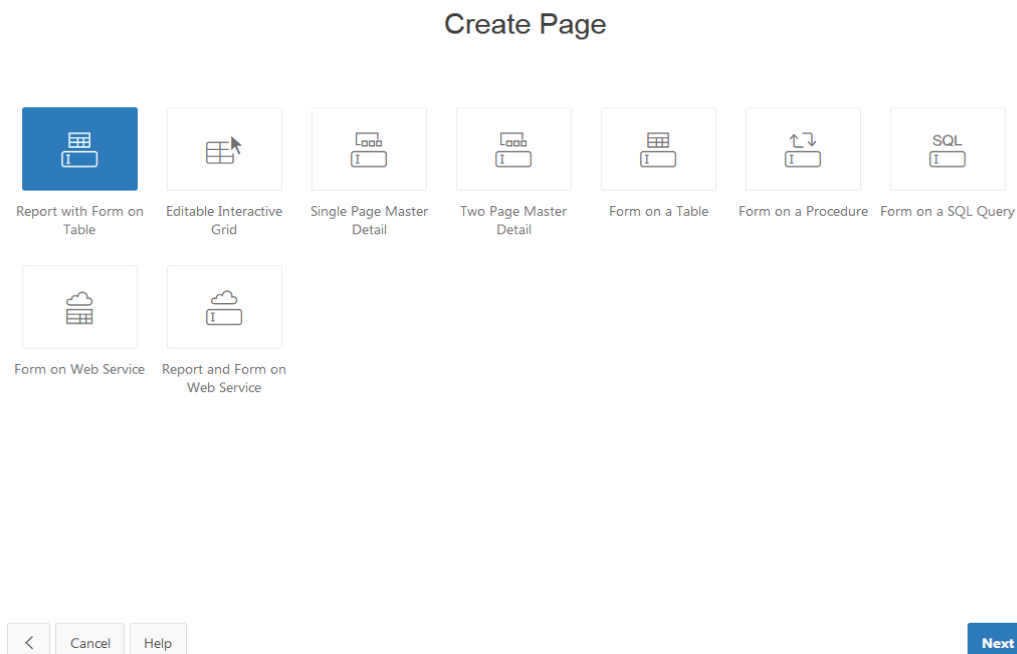 Create Page
SQL
Report with Form on Table
Editable Interactive Grid
Single Page Master Detail
Two Page Master Detail
Form on a Table
Form on a Procedure
Form on a SQL Query
Form on Web Service
Report and Form on Web Service
Cancel
Help
Next